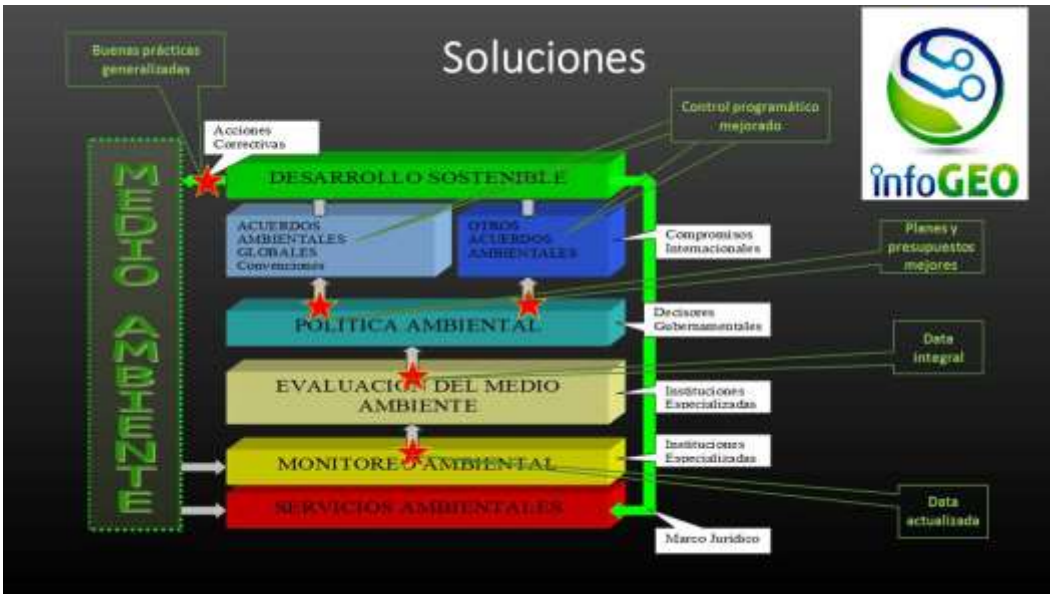 Soluciones
Buenas prácticas
generalizadas
infoGEO
Control programático
mejorado
Acciones
Correctivas
MEDIO AMBIENTE
DESARROLLO SOSTENIBLE
ACUERDOS
AMBIENTALES
GLOBALES
Convenciones
OTROS
ACUERDOS
AMBIENTALES
Compromisos
Internacionales
Planes y
presupuestos
mejores
POLÍTICA AMBIENTAL
Decisores
Gubernamentales
Data
integral
EVALUACIÓN DEL MEDIO
AMBIENTE
Instituciones
Especializadas
MONITOREO AMBIENTAL
Instituciones
Especializadas
Data
actualizada
SERVICIOS AMBIENTALES
Marco Jurídico